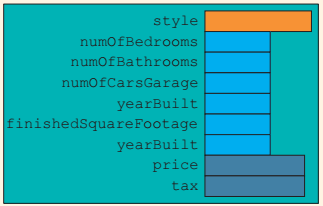 style
numOfBedrooms
numOfBathrooms
numOfCarsGarage
yearBuilt
finishedSquareFootage
yearBuilt
price
tax